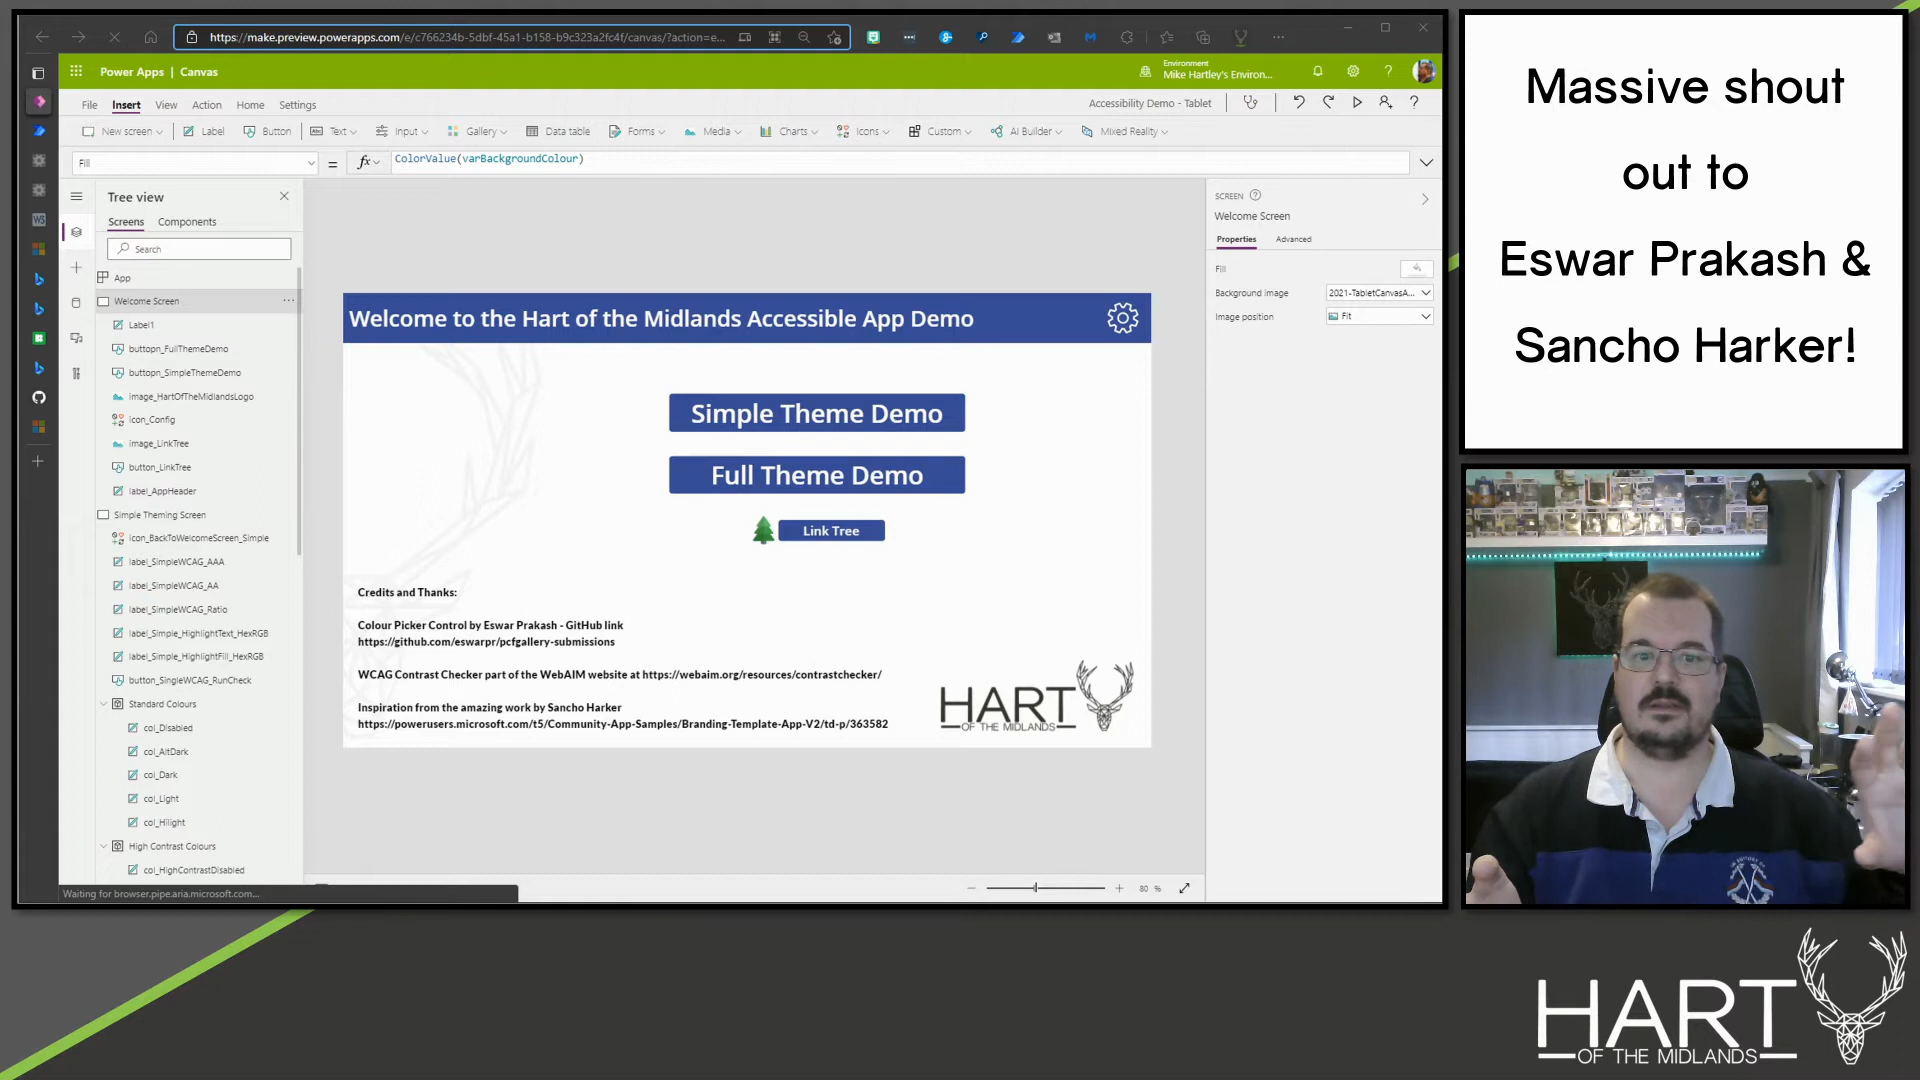 https://make.preview.powerapps.com/e/c766234b-5dbf-45a1-b158-b9c323a2fc4f/canvas/?action=e...
Power Apps | Canvas
Environment
Mike Hartley's Environ...
File Insert View Action Home Settings
Accessibility Demo - Tablet
New screen Label Button Text Input Gallery Data table Forms Media Charts Icons Custom AI Builder Mixed Reality
Fill = fx ColorValue(varBackgroundColour)
Tree view
Screens Components
Search
App
Welcome Screen
Label1
buttopn_FullThemeDemo
buttopn_SimpleThemeDemo
image_HartOfTheMidlandsLogo
icon_Config
image_LinkTree
button_LinkTree
label_AppHeader
Simple Theming Screen
icon_BackToWelcomeScreen_Simple
label_SimpleWCAG_AAA
label_SimpleWCAG_AA
label_SimpleWCAG_Ratio
label_Simple_HighlightText_HexRGB
label_Simple_HighlightFill_HexRGB
button_SingleWCAG_RunCheck
Standard Colours
col_Disabled
col_AltDark
col_Dark
col_Light
col_Hilight
High Contrast Colours
col_HighContrastDisabled
Waiting for browser.pipe.aria.microsoft.com...
Welcome to the Hart of the Midlands Accessible App Demo
Simple Theme Demo
Full Theme Demo
Link Tree
Credits and Thanks:
Colour Picker Control by Eswar Prakash - GitHub link
https://github.com/eswarpr/pcfgallery-submissions
WCAG Contrast Checker part of the WebAIM website at https://webaim.org/resources/contrastchecker/
Inspiration from the amazing work by Sancho Harker
https://powerusers.microsoft.com/t5/Community-App-Samples/Branding-Template-App-V2/td-p/363582
HART
OF THE MIDLANDS
80 %
SCREEN
Welcome Screen
Properties Advanced
Fill
Background image 2021-TabletCanvasA...
Image position Fit
Massive shout
out to
Eswar Prakash &
Sancho Harker!
HART
OF THE MIDLANDS